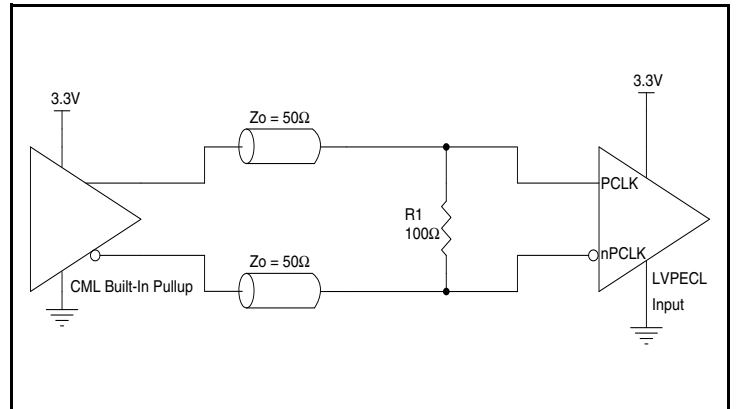 3.3V
3.3V
Zo = 50Ω
PCLK
R1
100Ω
nPCLK
Zo = 50Ω
CML Built-In Pullup
LVPECL
Input